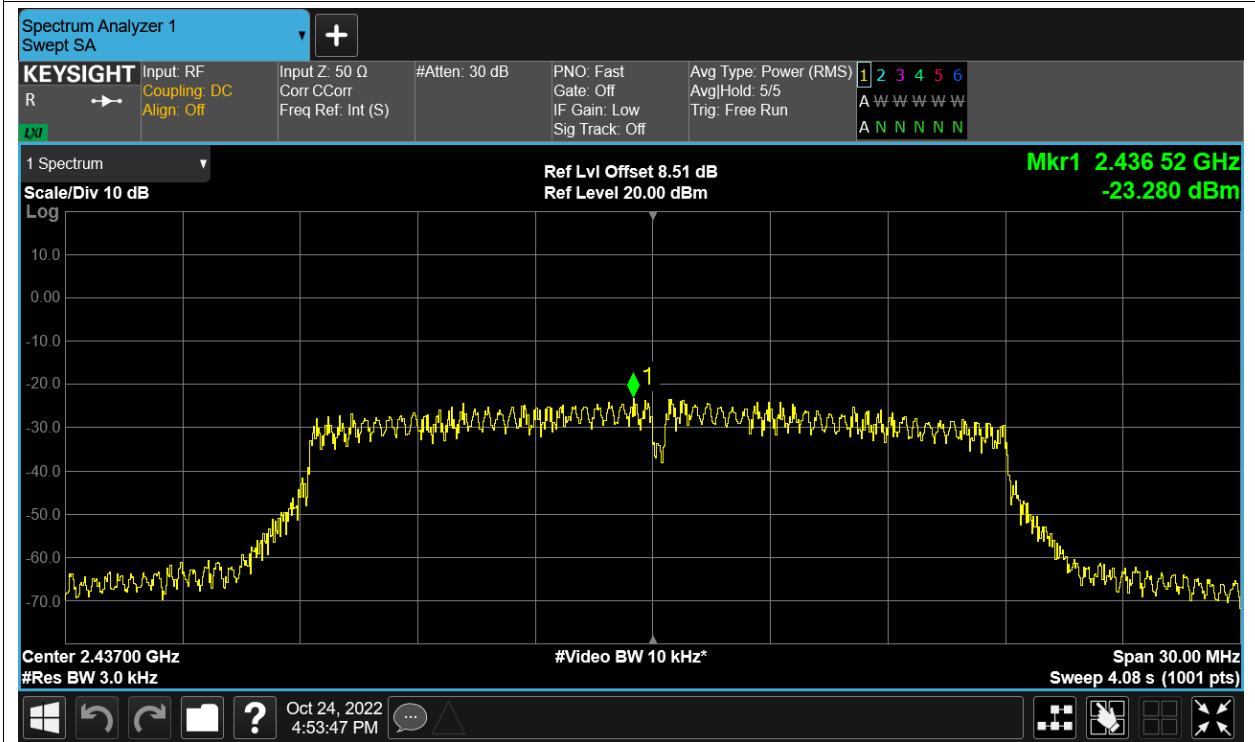 Spectrum Analyzer 1
Swept SA
+
KEYSIGHT
R
LXI
Input: RF
Coupling: DC
Align: Off
Input Z: 50 Ω
Corr CCorr
Freq Ref: Int (S)
#Atten: 30 dB
PNO: Fast
Gate: Off
IF Gain: Low
Sig Track: Off
Avg Type: Power (RMS)
Avg|Hold: 5/5
Trig: Free Run
1 2 3 4 5 6
A W W W W W
A N N N N N
1 Spectrum
Scale/Div 10 dB
Log
Ref Lvl Offset 8.51 dB
Ref Level 20.00 dBm
Mkr1 2.436 52 GHz
-23.280 dBm
10.0
0.00
-10.0
-20.0
-30.0
-40.0
-50.0
-60.0
-70.0
1
Center 2.43700 GHz
#Res BW 3.0 kHz
#Video BW 10 kHz*
Span 30.00 MHz
Sweep 4.08 s (1001 pts)
?
Oct 24, 2022
4:53:47 PM